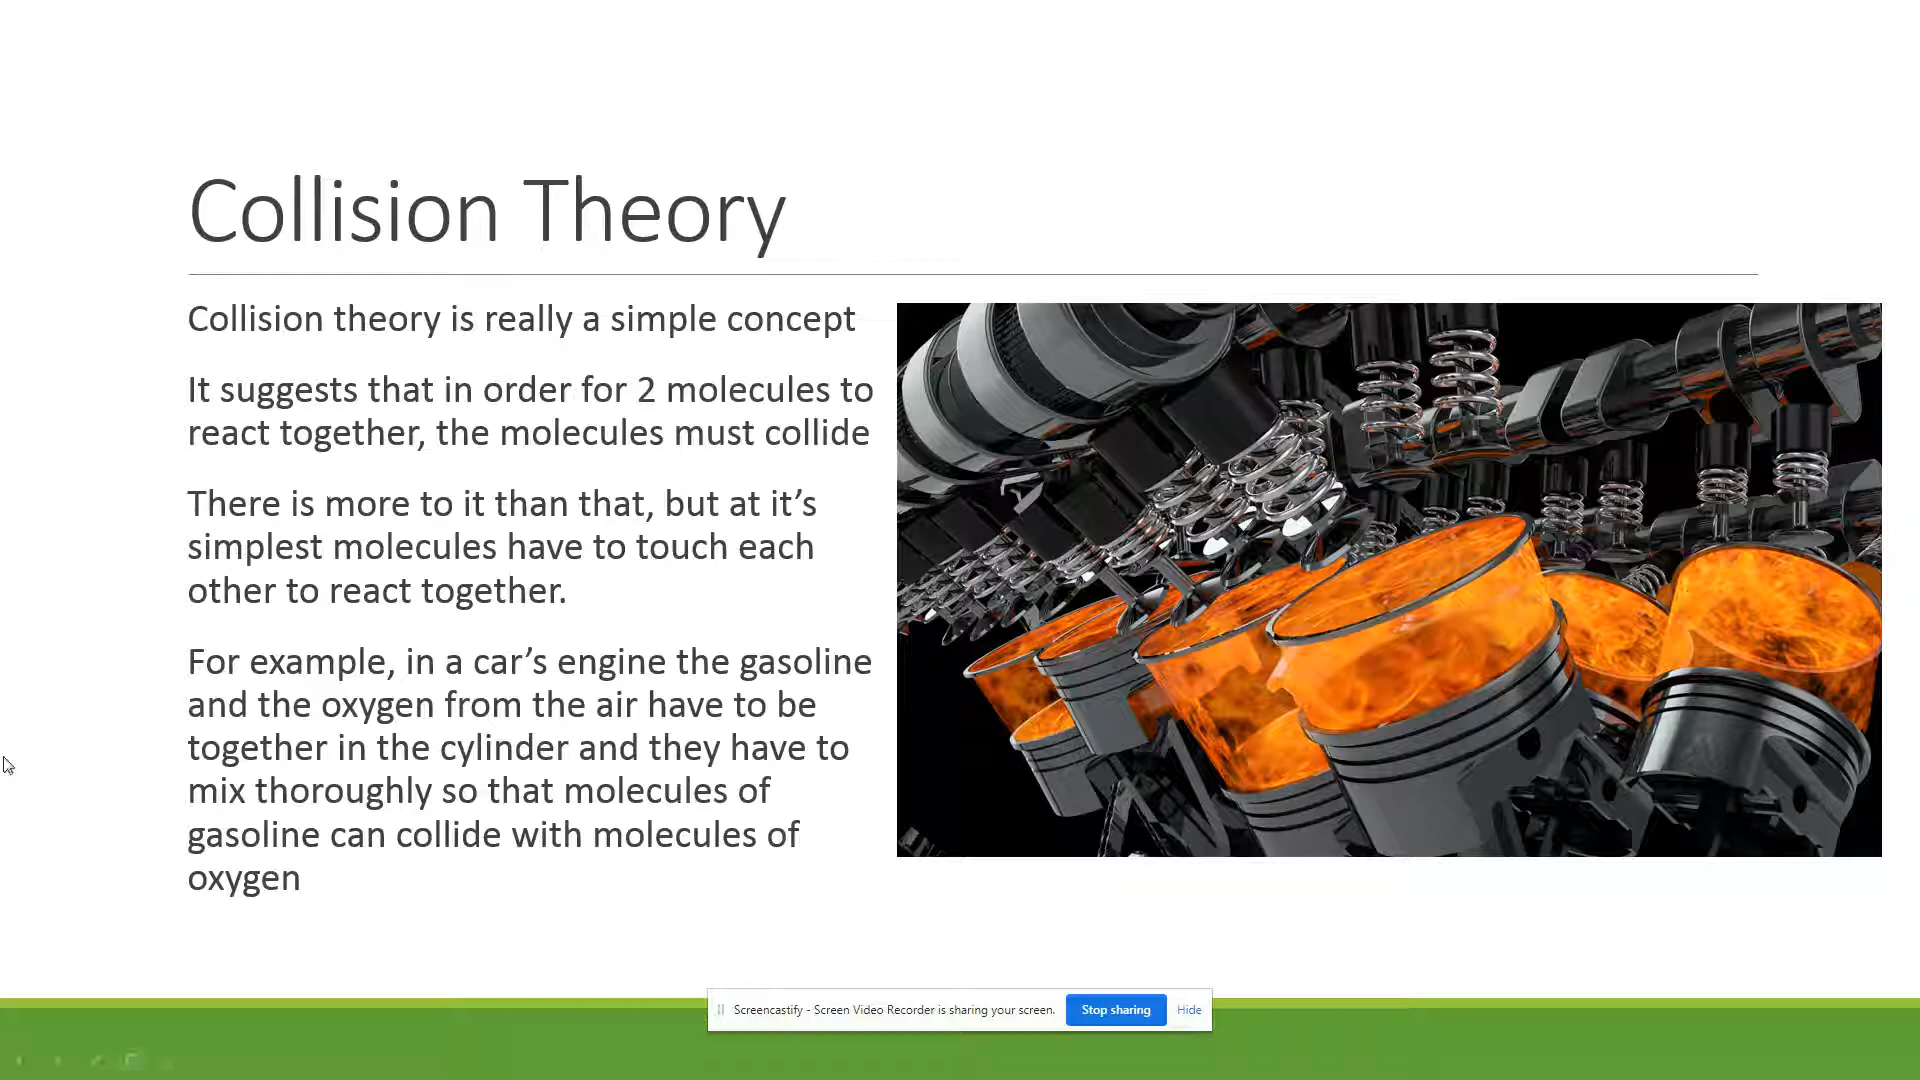 Collision Theory
Collision theory is really a simple concept
It suggests that in order for 2 molecules to
react together, the molecules must collide
There is more to it than that, but at it’s
simplest molecules have to touch each
other to react together.
For example, in a car’s engine the gasoline
and the oxygen from the air have to be
together in the cylinder and they have to
mix thoroughly so that molecules of
gasoline can collide with molecules of
oxygen
Screencastify - Screen Video Recorder is sharing your screen. Stop sharing Hide